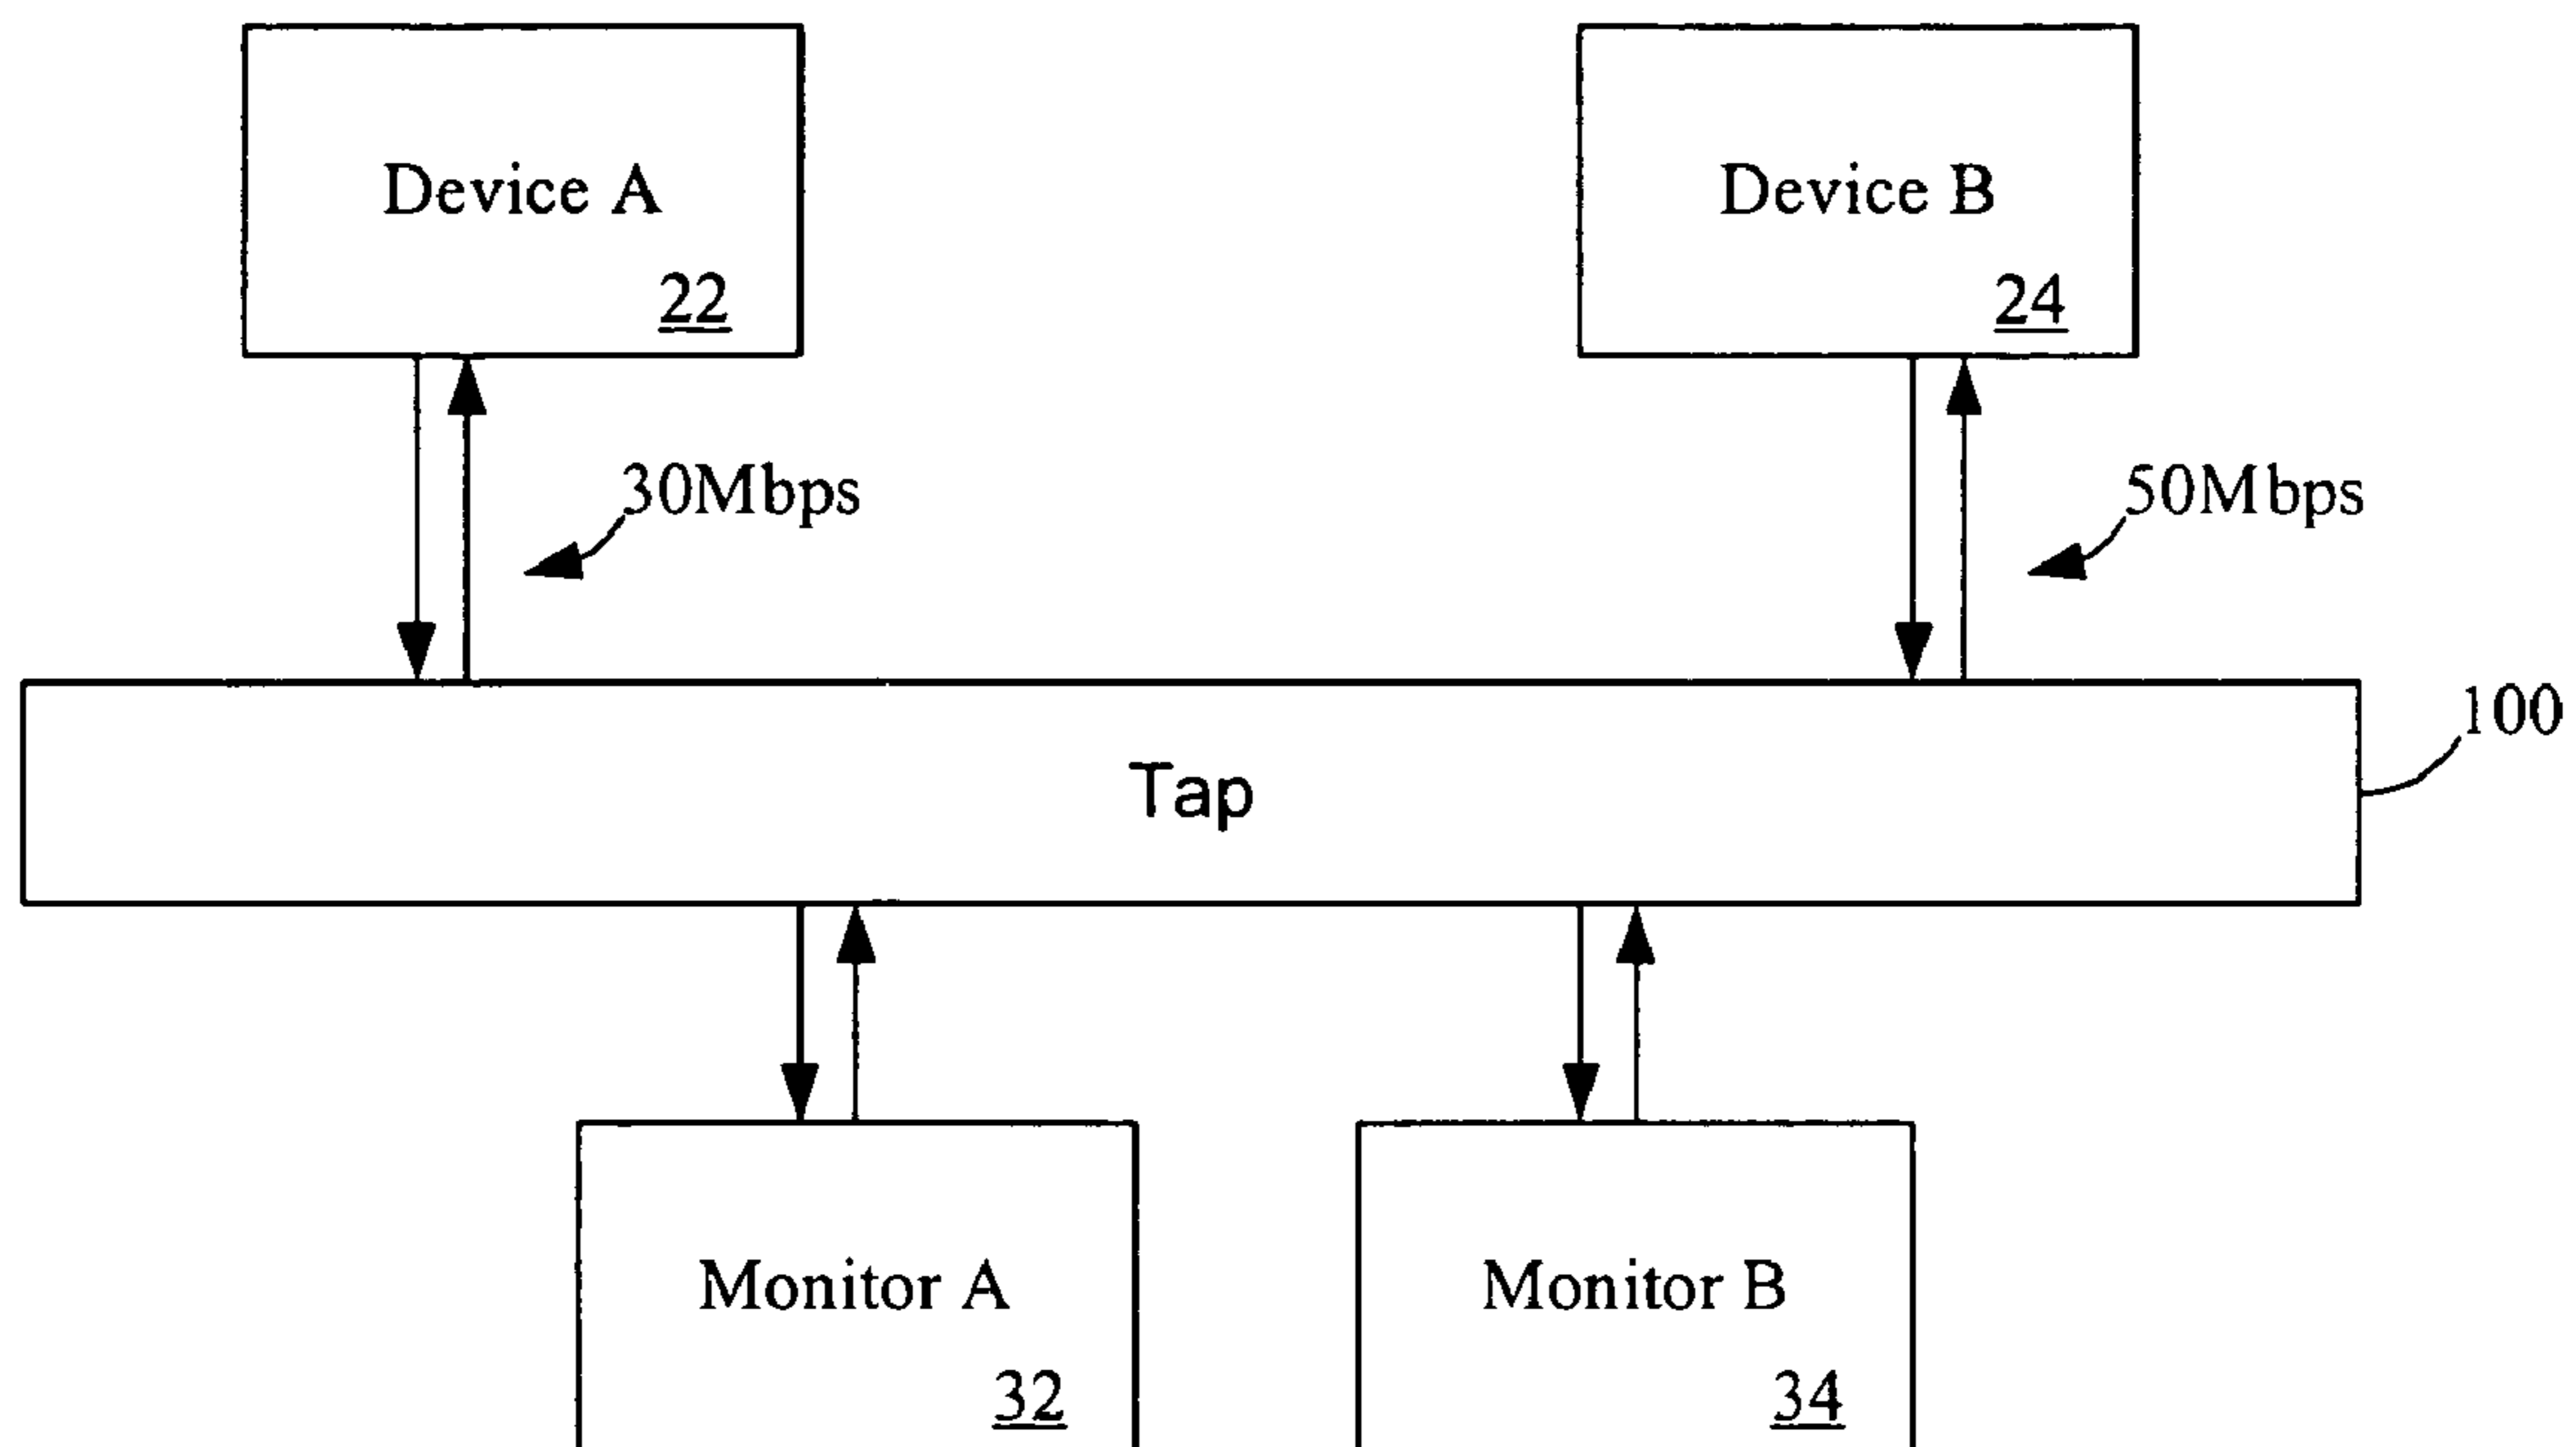 Device A
22
Device B
24
30Mbps
50Mbps
100
Tap
Monitor A
32
Monitor B
34